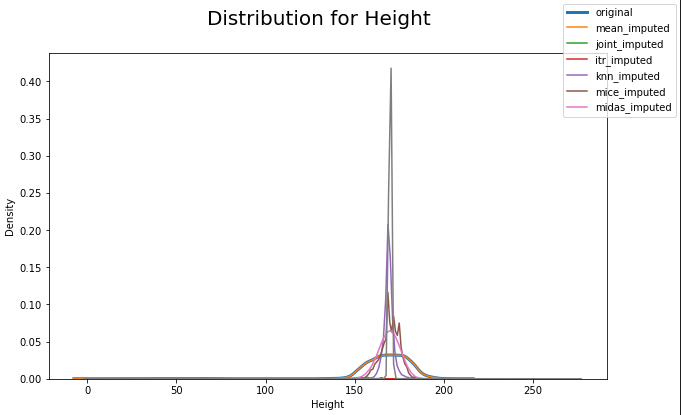 Distribution for Height
original
mean_imputed
joint_imputed
itr_imputed
knn_imputed
mice_imputed
midas_imputed
0.40
0.35
0.30
0.25
0.20
0.15
0.10
0.05
0.00
Density
0
50
100
150
200
250
Height